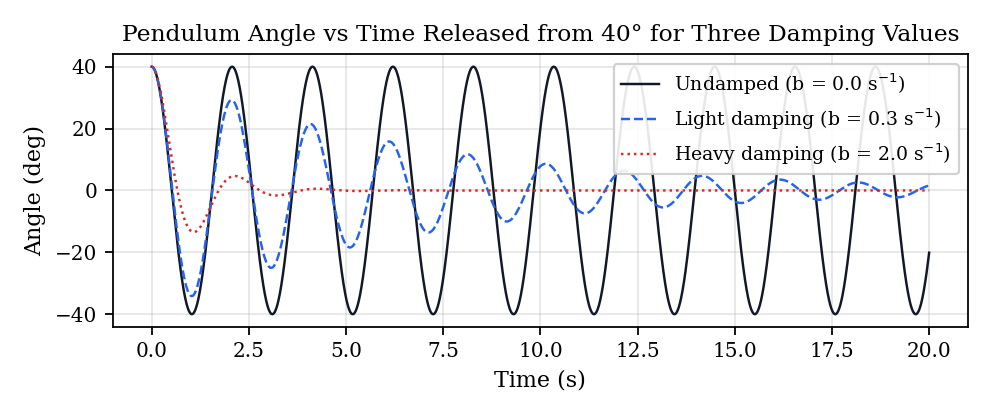 Pendulum Angle vs Time Released from 40° for Three Damping Values
Angle (deg)
40
20
0
−20
−40
Undamped (b = 0.0 s⁻¹)
Light damping (b = 0.3 s⁻¹)
Heavy damping (b = 2.0 s⁻¹)
0.0 2.5 5.0 7.5 10.0 12.5 15.0 17.5 20.0
Time (s)